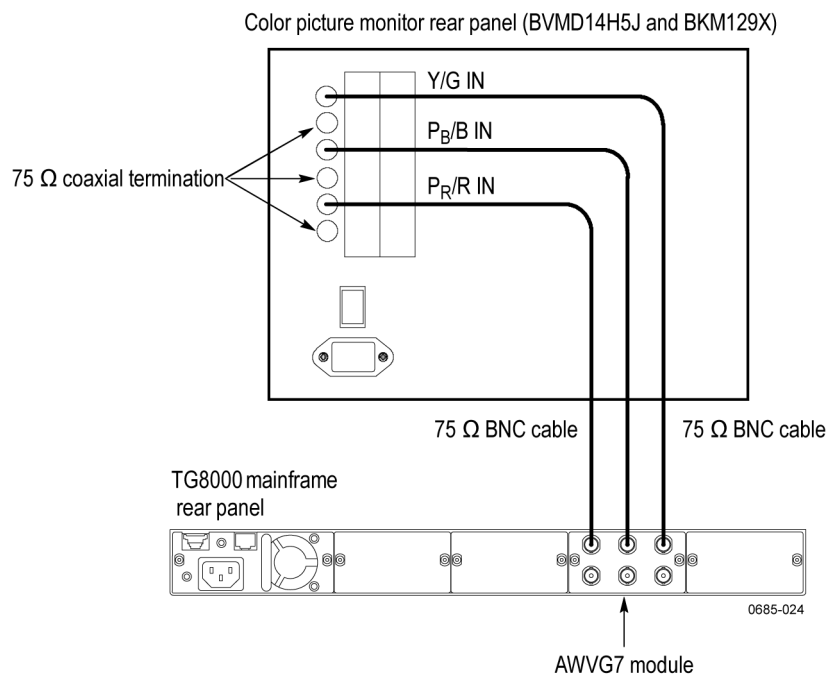 Color picture monitor rear panel (BVMD14H5J and BKM129X)
Y/G IN
PB/B IN
75 Ω coaxial termination
PR/R IN
75 Ω BNC cable
75 Ω BNC cable
TG8000 mainframe
rear panel
0685-024
AWVG7 module